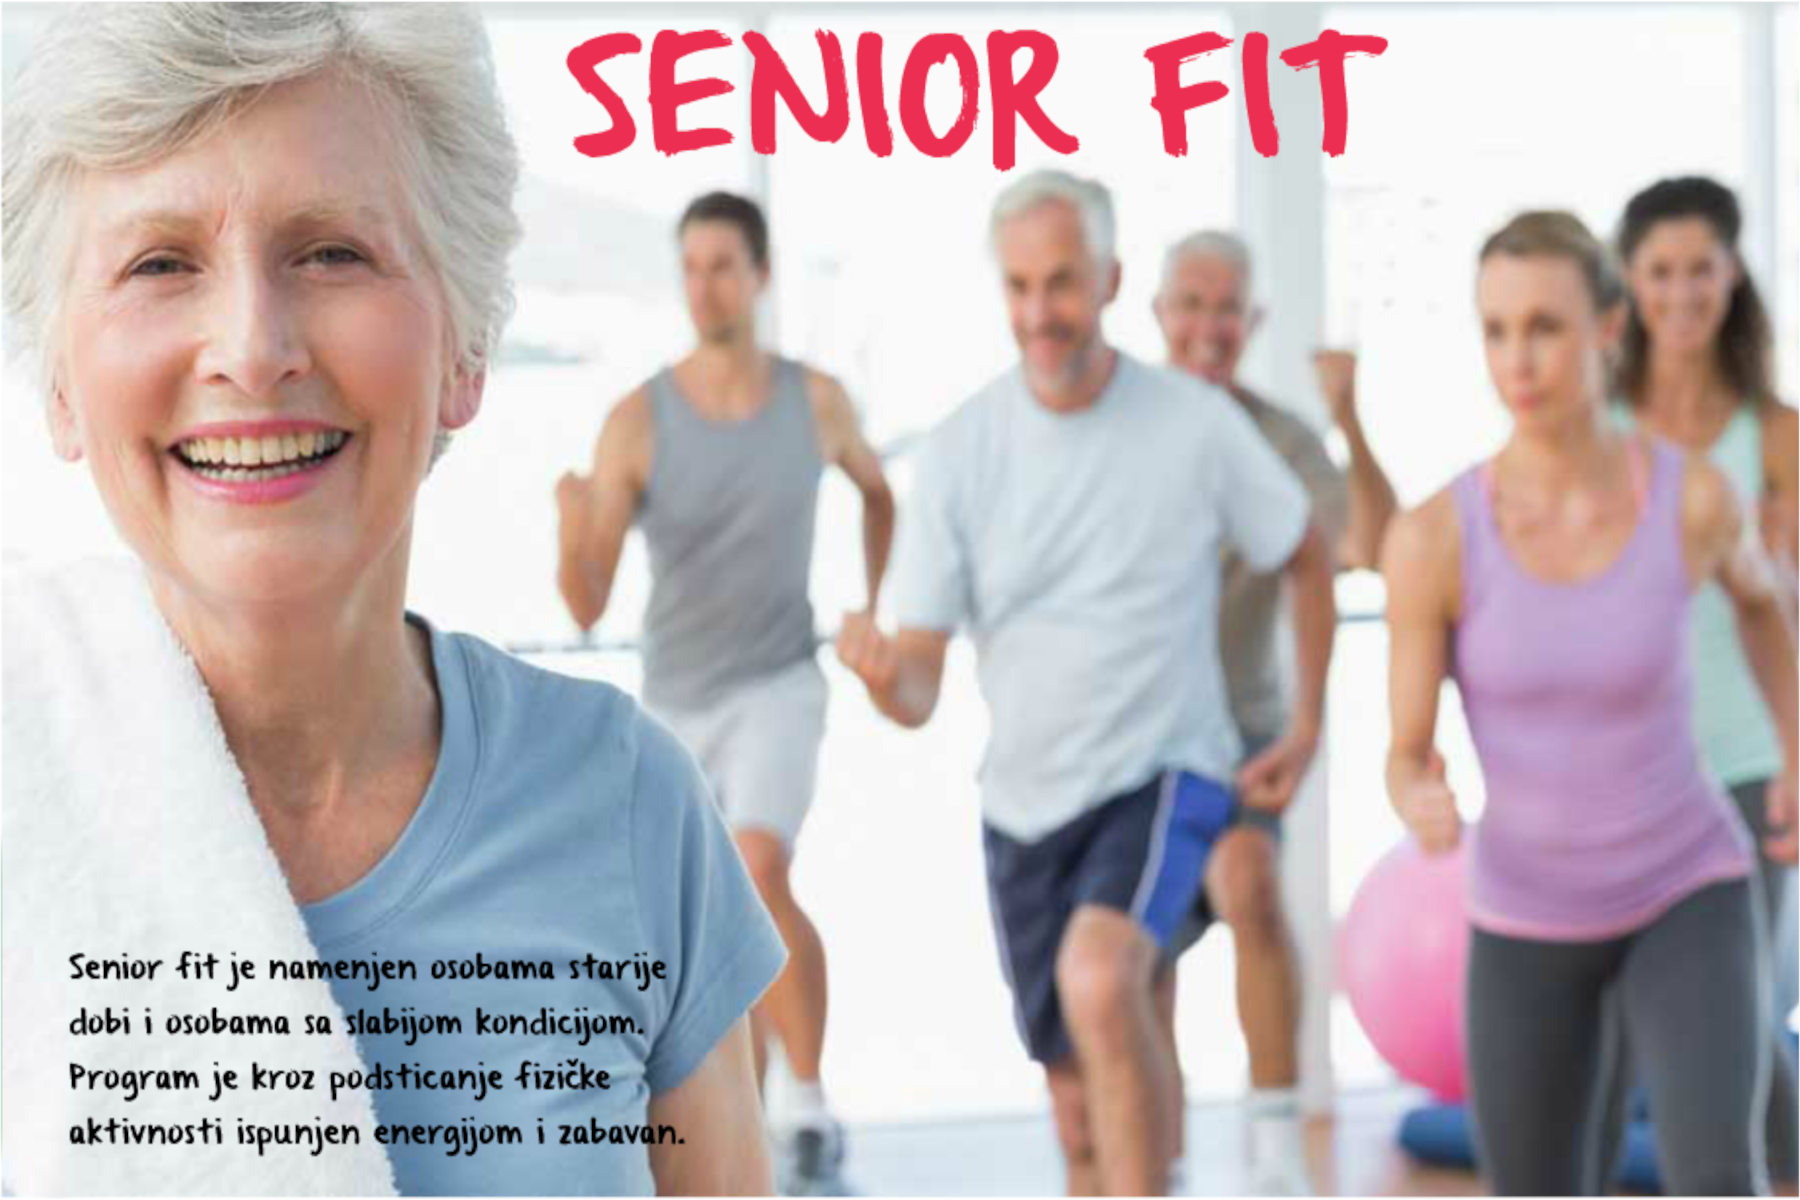 SENIOR FIT
Senior fit je namenjen osobama starije
dobi i osobama sa slabijom kondicijom.
Program je kroz podsticanje fizičke
aktivnosti ispunjen energijom i zabavan.